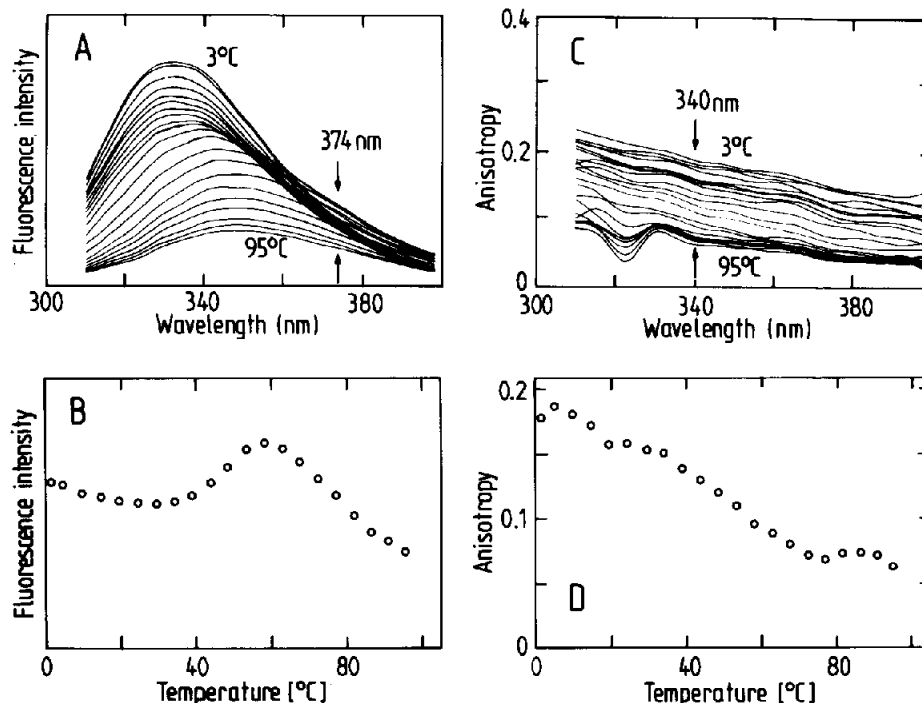 A
3°C
374 nm
95°C
Fluorescence intensity
300 340 380
Wavelength (nm)
C
0.4
0.2
0
340nm
3°C
95°C
Anisotropy
300 340 380
Wavelength (nm)
B
Fluorescence intensity
0 40 80
Temperature [°C]
D
0.2
0.1
0
Anisotropy
0 40 80
Temperature [°C]